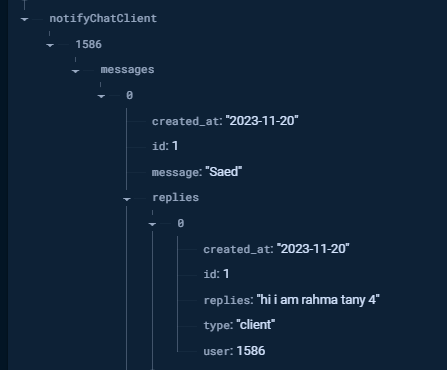 notifyChatClient
1586
messages
0
created_at: "2023-11-20"
id: 1
message: "Saed"
replies
0
created_at: "2023-11-20"
id: 1
replies: "hi i am rahma tany 4"
type: "client"
user: 1586